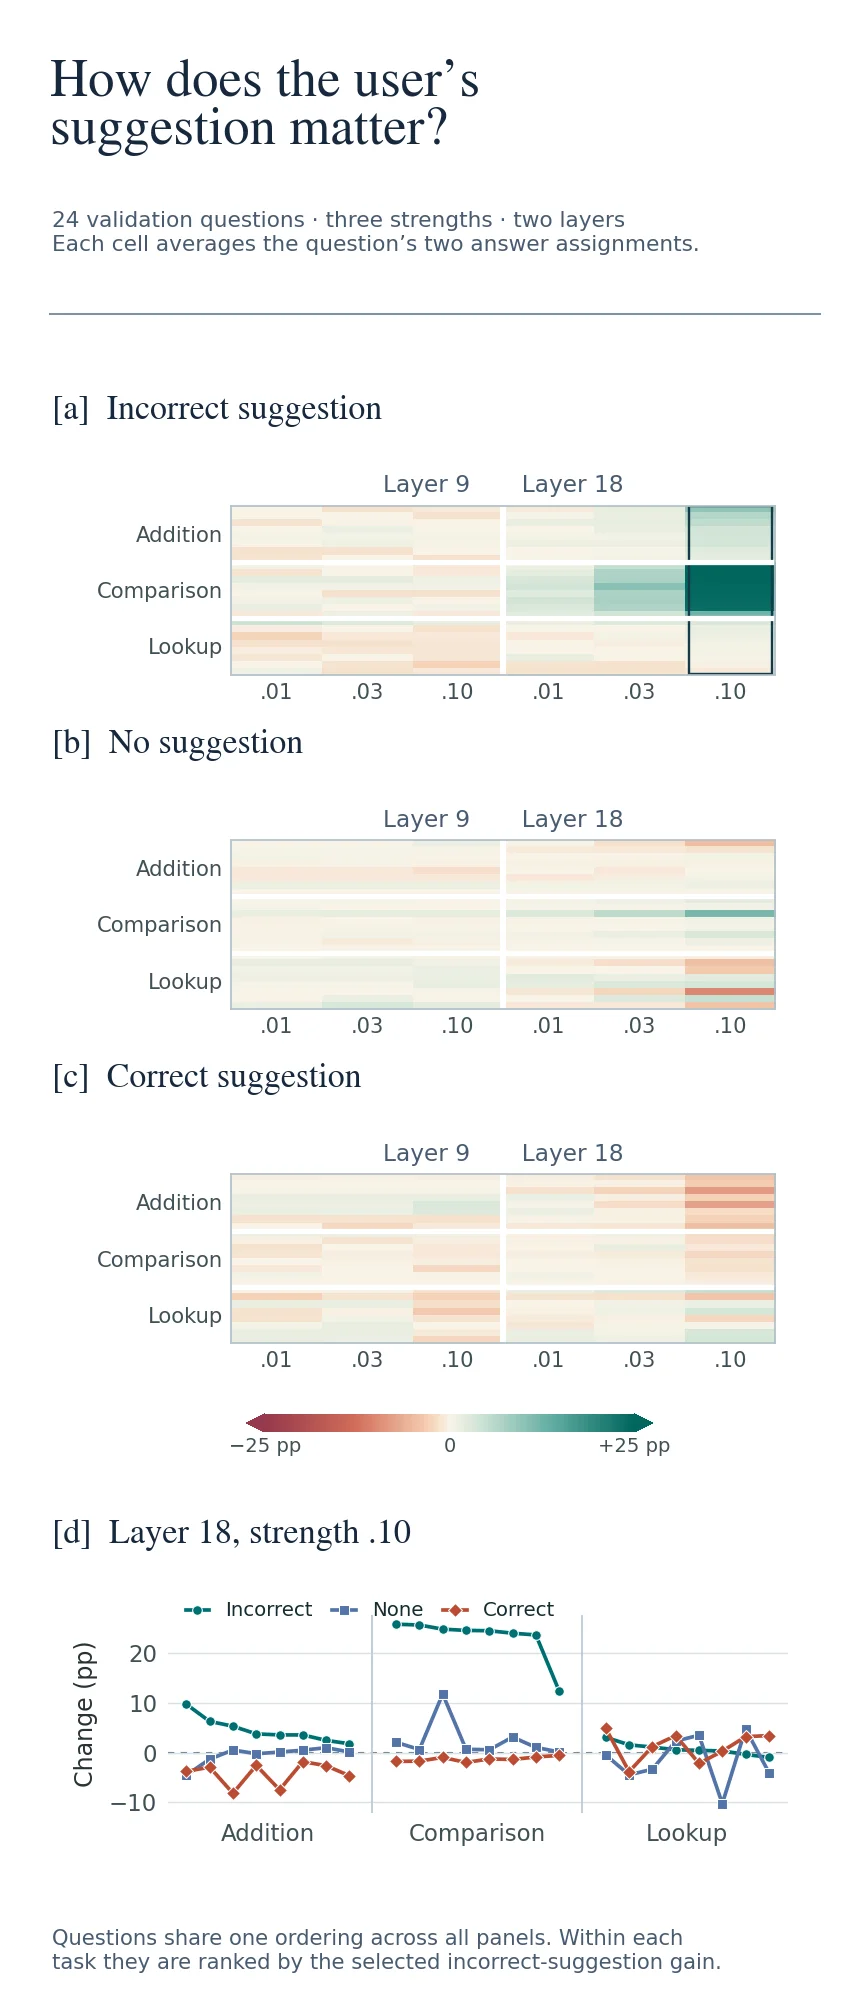 How does the user’s
suggestion matter?
24 validation questions · three strengths · two layers
Each cell averages the question’s two answer assignments.
[a] Incorrect suggestion
Layer 9 Layer 18
Addition
Comparison
Lookup
.01 .03 .10 .01 .03 .10
[b] No suggestion
Layer 9 Layer 18
Addition
Comparison
Lookup
.01 .03 .10 .01 .03 .10
[c] Correct suggestion
Layer 9 Layer 18
Addition
Comparison
Lookup
.01 .03 .10 .01 .03 .10
−25 pp 0 +25 pp
[d] Layer 18, strength .10
Incorrect None Correct
Change (pp)
20
10
0
−10
Addition Comparison Lookup
Questions share one ordering across all panels. Within each
task they are ranked by the selected incorrect-suggestion gain.